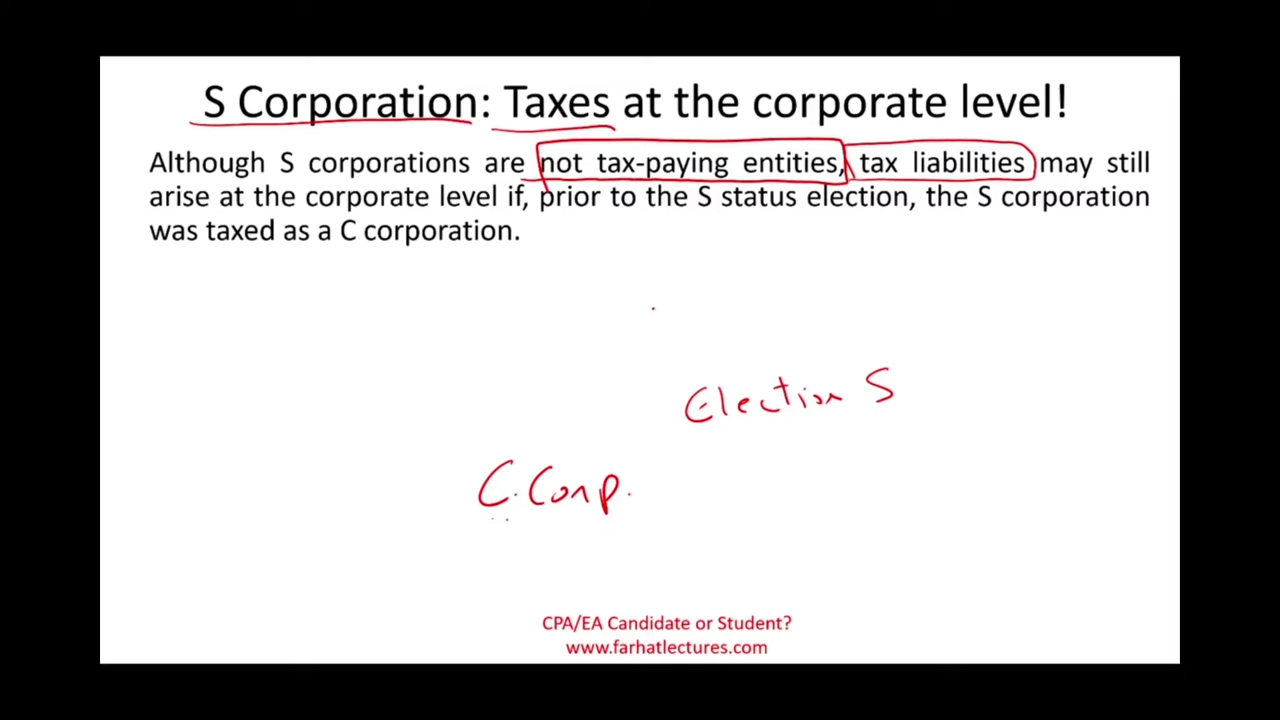 S Corporation: Taxes at the corporate level!
Although S corporations are not tax-paying entities, tax liabilities may still
arise at the corporate level if, prior to the S status election, the S corporation
was taxed as a C corporation.
Election S
C. Corp.
CPA/EA Candidate or Student?
www.farhatlectures.com